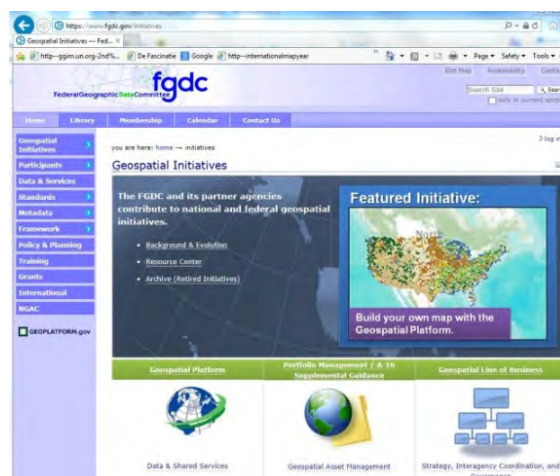 https://www.fgdc.gov/initiatives
Geospatial Initiatives — Fed...
http--ggim.un.org-2nd%... De Fascinatie Google http--internationalmapyear
Page Safety Tools
fgdc
FederalGeographicDataCommittee
Site Map Accessibility
Search Site
Home Library Membership Calendar Contact Us
Geospatial Initiatives
Participants
Data & Services
Standards
Metadata
Framework
Policy & Planning
Training
Grants
International
NGAC
GEOPLATFORM.gov
you are here: home → initiatives
Geospatial Initiatives
The FGDC and its partner agencies
contribute to national and federal geospatial
initiatives.
Background & Evolution
Resource Center
Archive (Retired Initiatives)
Featured Initiative:
Build your own map with the
Geospatial Platform.
Geospatial Platform
Portfolio Management / A-16
Supplemental Guidance
Geospatial Line of Business
Data & Shared Services
Geospatial Asset Management
Strategy, Interagency Coordination, and